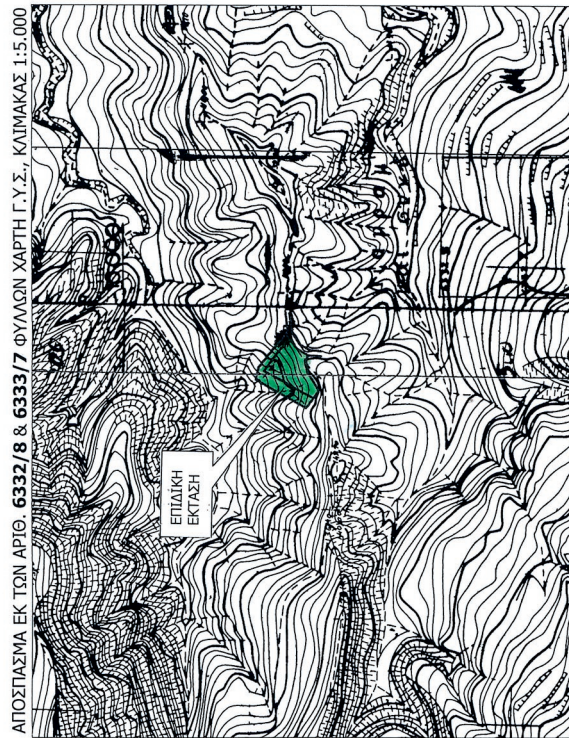 ΑΠΟΣΠΑΣΜΑ ΕΚ ΤΩΝ ΑΡΙΘ. 6332/8 & 6333/7 ΦΥΛΛΩΝ ΧΑΡΤΗ Γ.Υ.Σ., ΚΛΙΜΑΚΑΣ 1:5.000
ΕΠΙΔΙΚΗ
ΕΚΤΑΣΗ